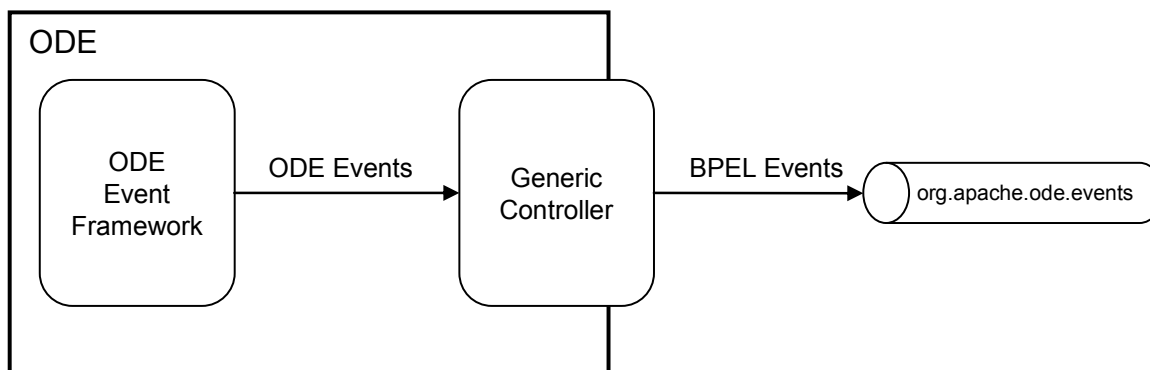 ODE
ODE
Event
Framework
ODE Events
Generic
Controller
BPEL Events
org.apache.ode.events